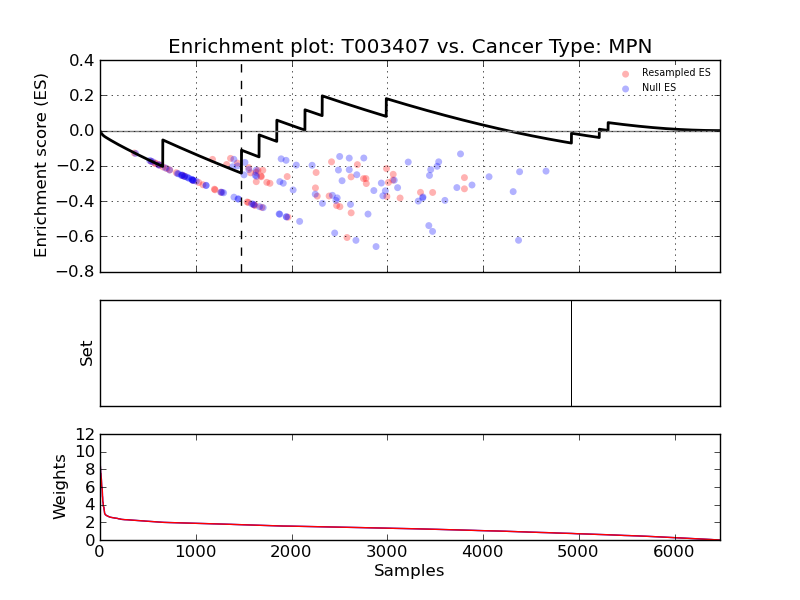 Enrichment plot: T003407 vs. Cancer Type: MPN
Enrichment score (ES)
0.4
0.2
0.0
−0.2
−0.4
−0.6
−0.8
Resampled ES
Null ES
Set
Weights
12
10
8
6
4
2
0
0 1000 2000 3000 4000 5000 6000
Samples